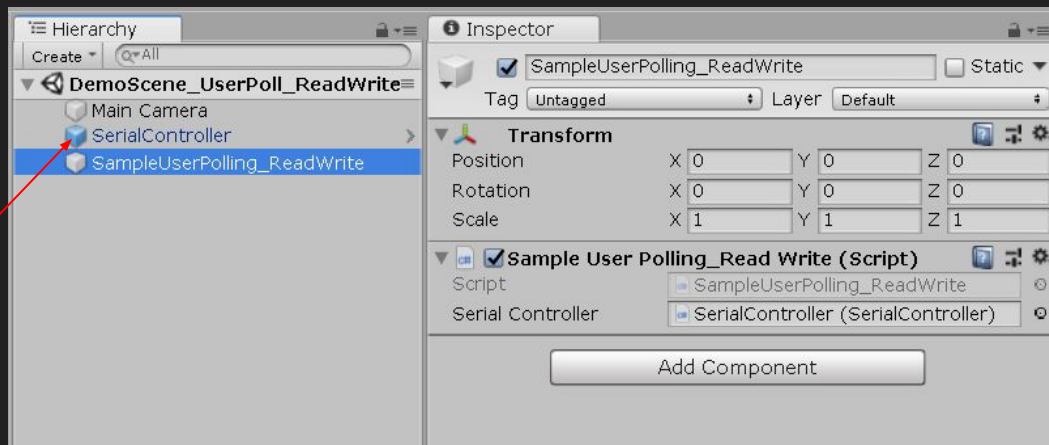 Hierarchy
Create
All
DemoScene_UserPoll_ReadWrite
Main Camera
SerialController
SampleUserPolling_ReadWrite
Inspector
SampleUserPolling_ReadWrite
Static
Tag Untagged Layer Default
Transform
Position X 0 Y 0 Z 0
Rotation X 0 Y 0 Z 0
Scale X 1 Y 1 Z 1
Sample User Polling_Read Write (Script)
Script SampleUserPolling_ReadWrite
Serial Controller SerialController (SerialController)
Add Component